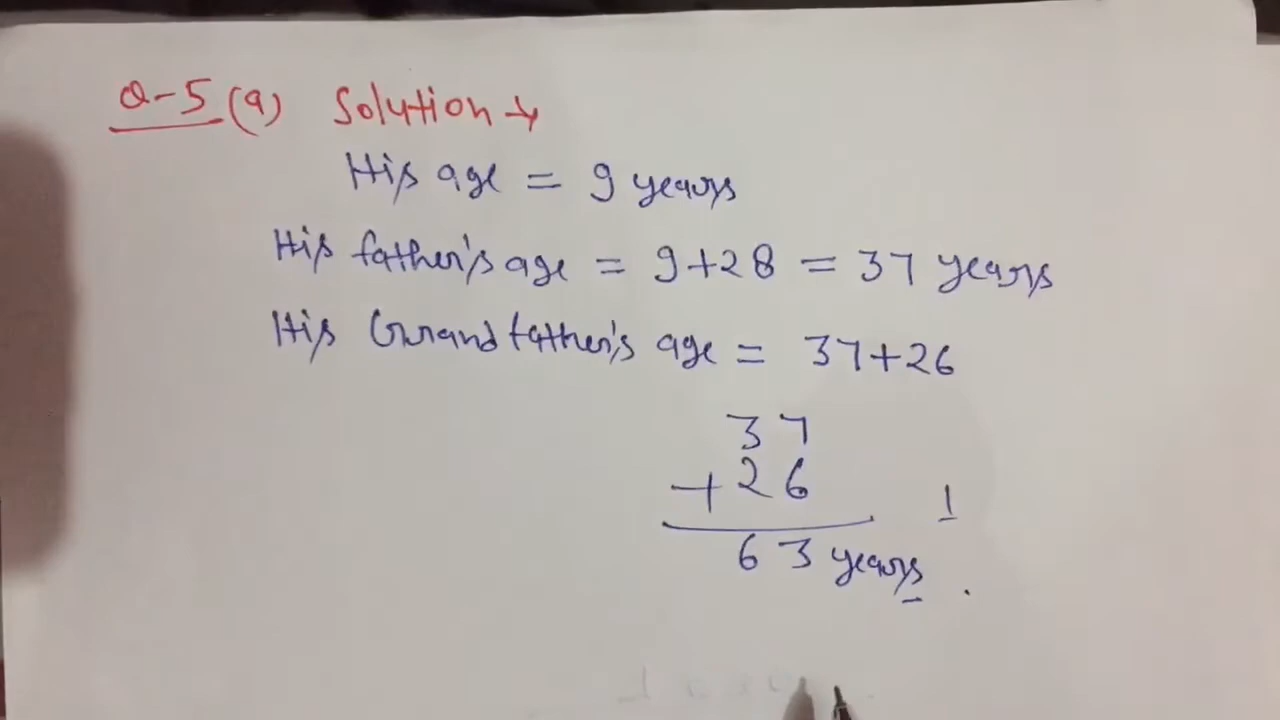 Q-5 (a) Solution →
His age = 9 years
His father's age = 9+28 = 37 years
His Grandfather's age = 37+26
37
+26 1
63 years.